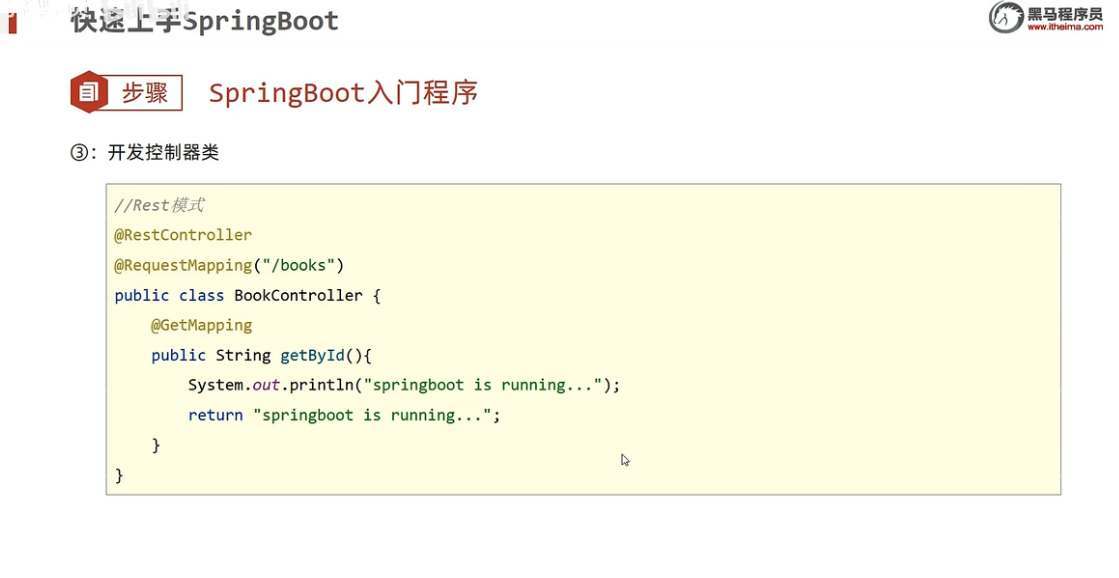 快速上手SpringBoot
黑马程序员
www.itheima.com
步骤
SpringBoot入门程序
③：开发控制器类
//Rest模式
@RestController
@RequestMapping("/books")
public class BookController {
    @GetMapping
    public String getById(){
        System.out.println("springboot is running...");
        return "springboot is running...";
    }
}